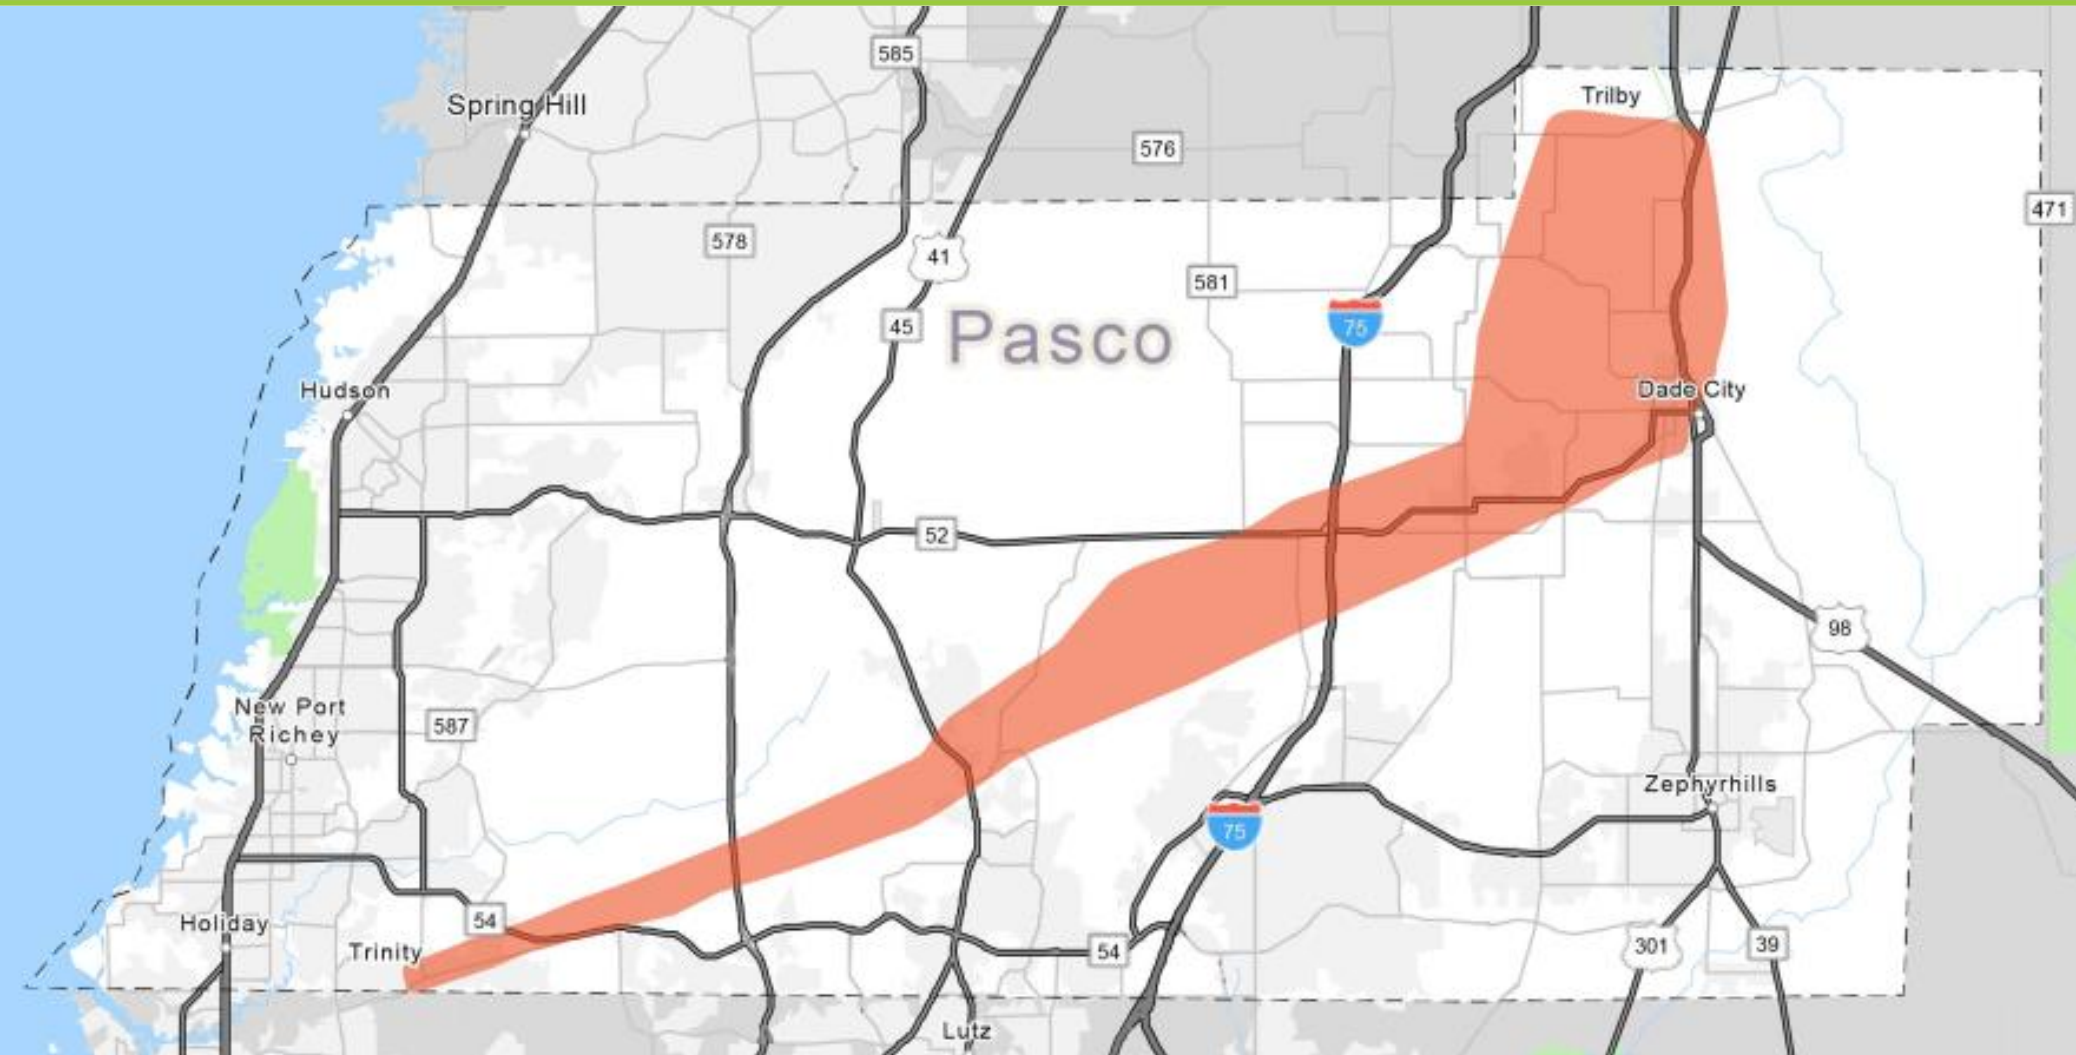 585
Spring Hill
Trilby
576
471
578
41
581
Pasco
45
75
Hudson
Dade City
52
98
New Port
Richey
587
Zephyrhills
75
54
Holiday
Trinity
54
301
39
Lutz